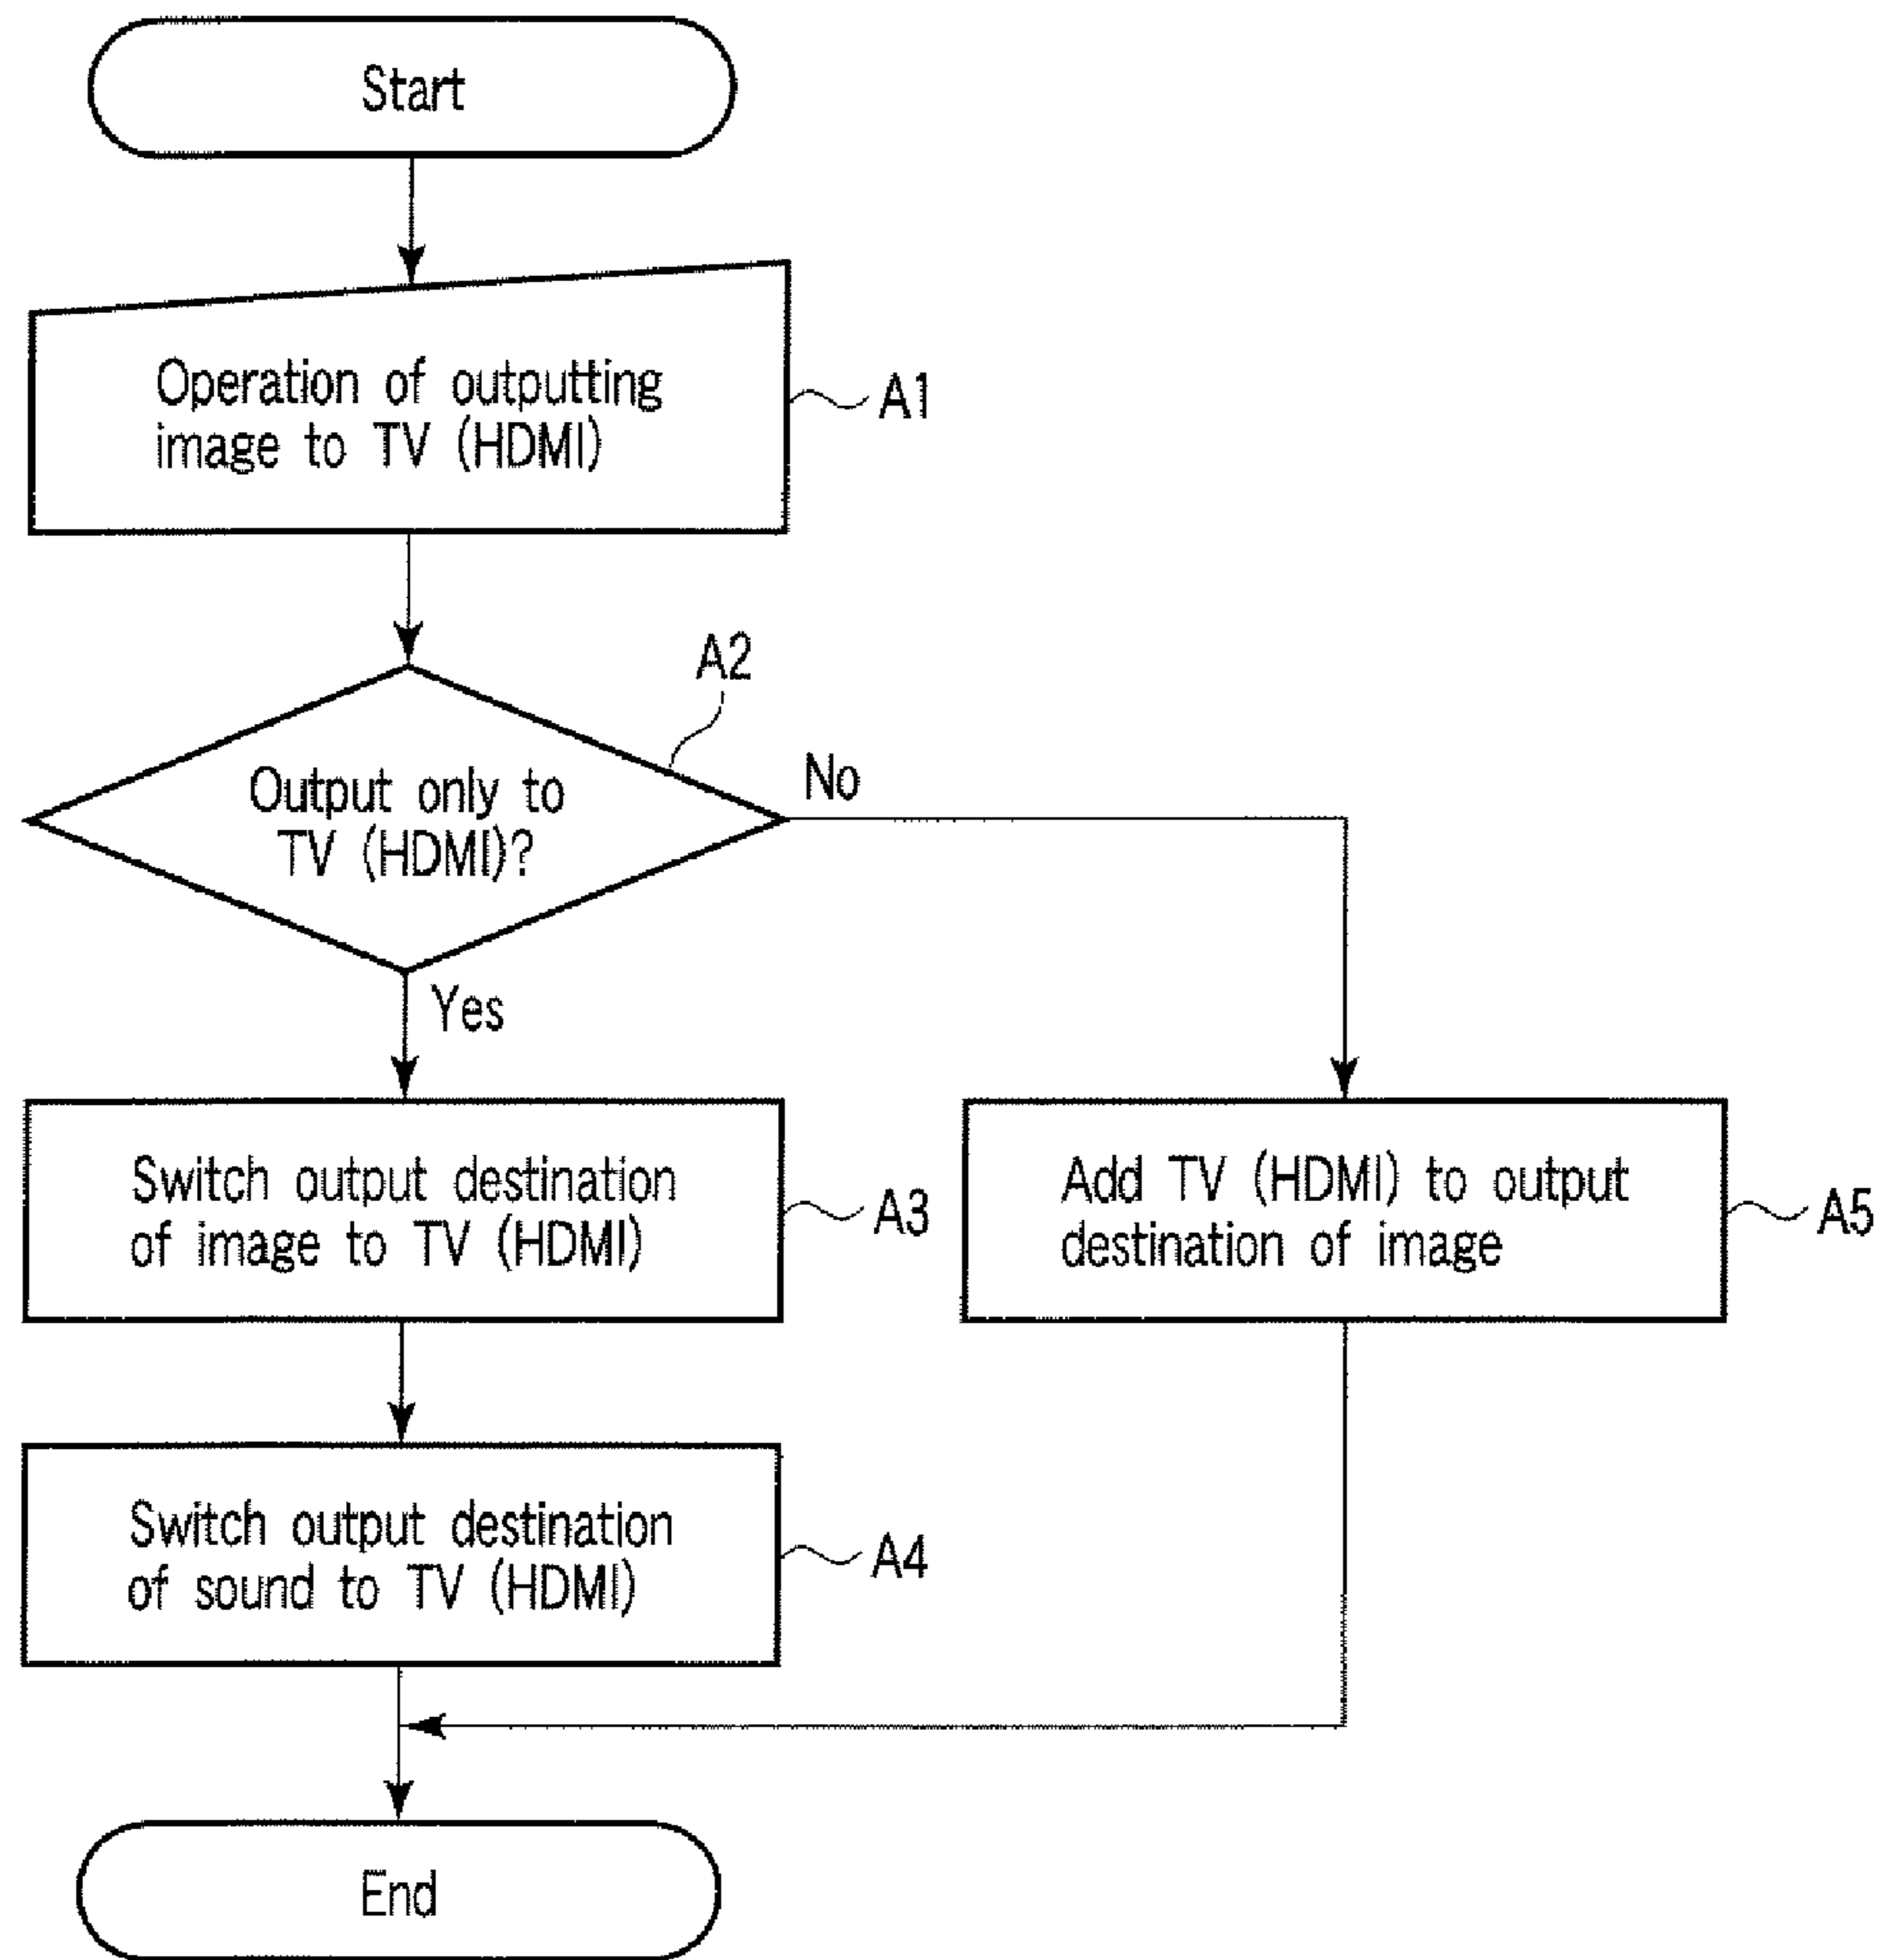 Start
Operation of outputting
image to TV (HDMI)
A1
A2
Output only to
TV (HDMI)?
No
Yes
Switch output destination
of image to TV (HDMI)
A3
Add TV (HDMI) to output
destination of image
A5
Switch output destination
of sound to TV (HDMI)
A4
End